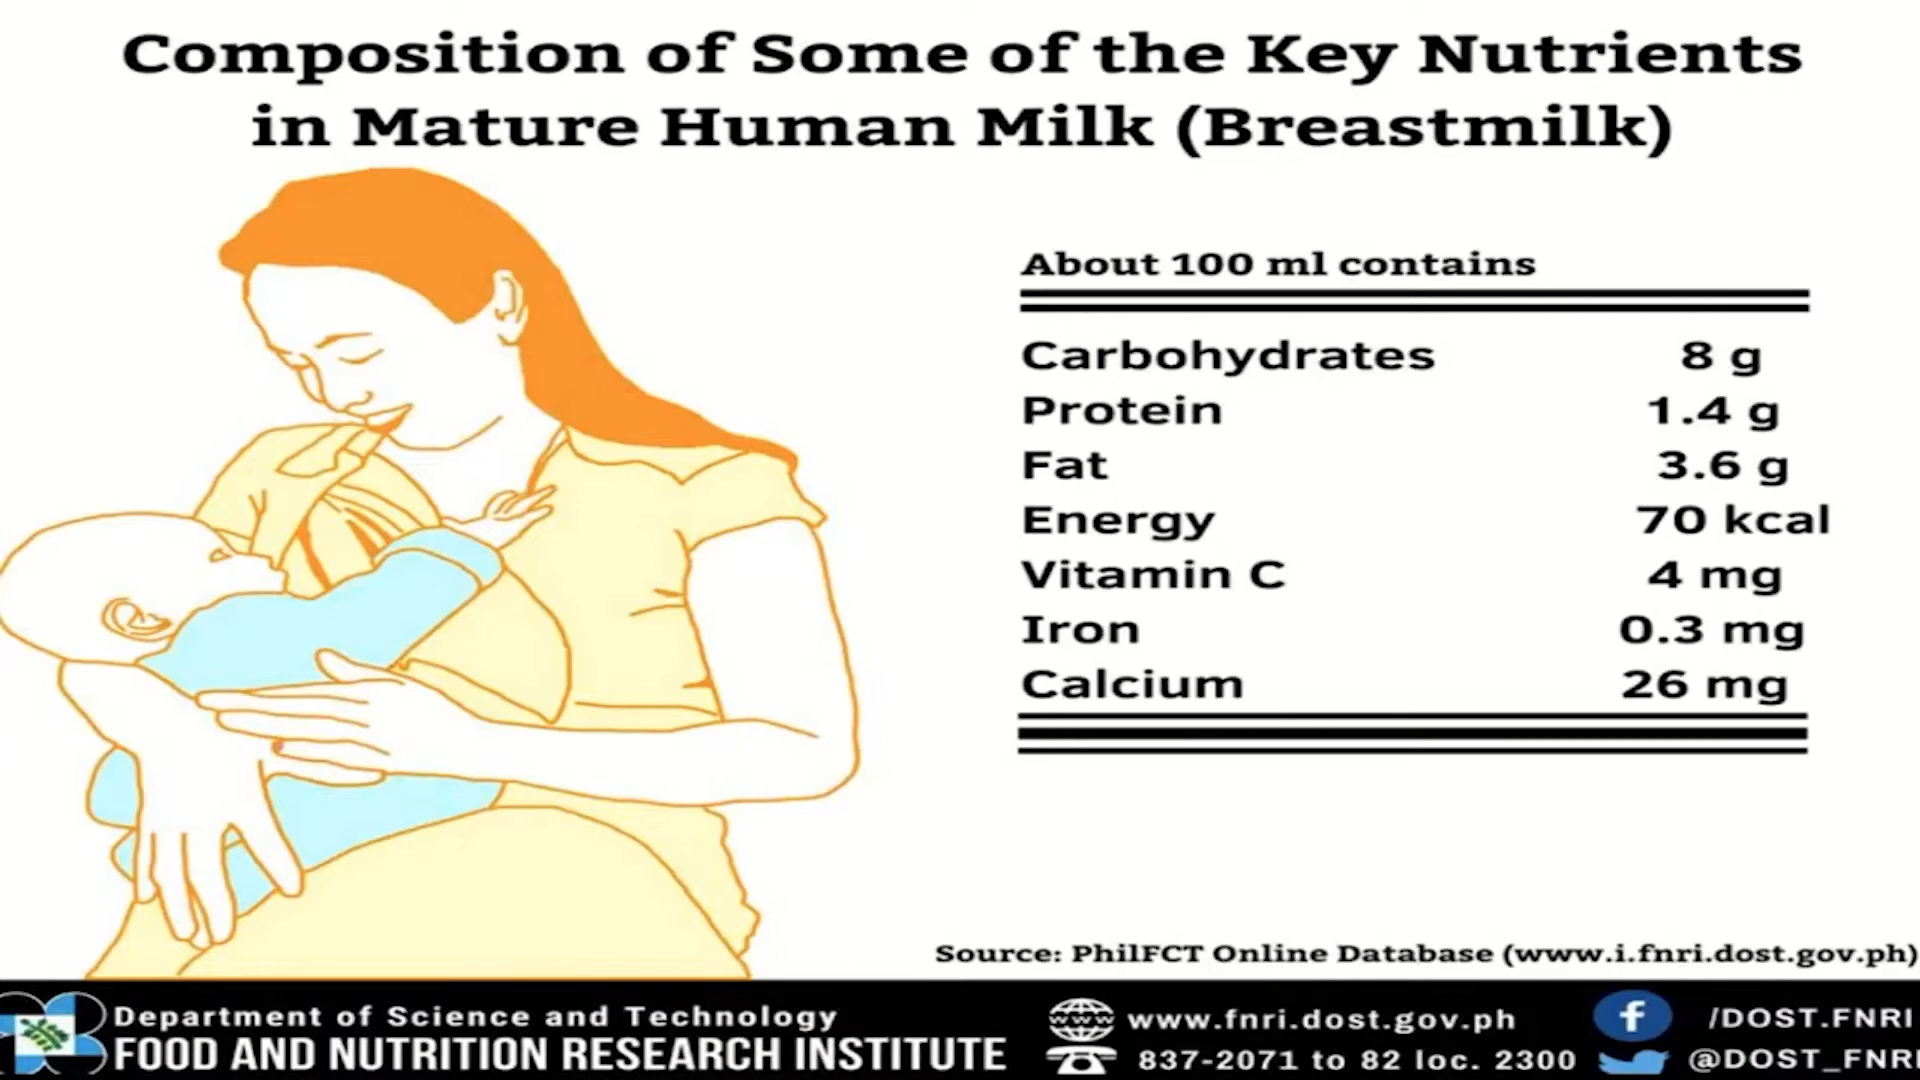 Composition of Some of the Key Nutrients
in Mature Human Milk (Breastmilk)
About 100 ml contains
Carbohydrates 8 g
Protein 1.4 g
Fat 3.6 g
Energy 70 kcal
Vitamin C 4 mg
Iron 0.3 mg
Calcium 26 mg
Source: PhilFCT Online Database (www.i.fnri.dost.gov.ph)
Department of Science and Technology
FOOD AND NUTRITION RESEARCH INSTITUTE
www
www.fnri.dost.gov.ph
837-2071 to 82 loc. 2300
f /DOST.FNRI
@DOST_FNRI